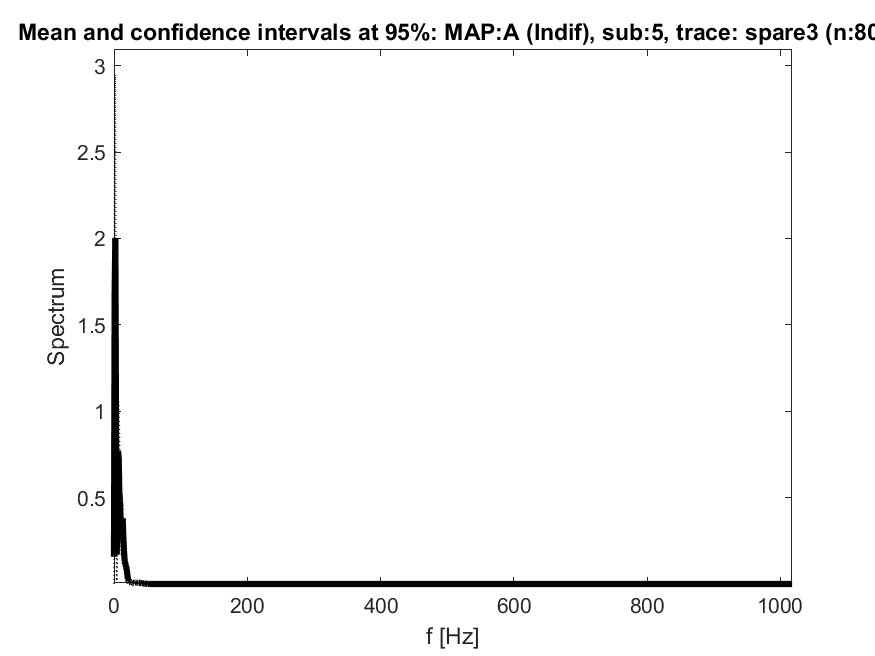 Mean and confidence intervals at 95%: MAP:A (Indif), sub:5, trace: spare3 (n:80
3
2.5
2
1.5
1
0.5
Spectrum
0 200 400 600 800 1000
f [Hz]